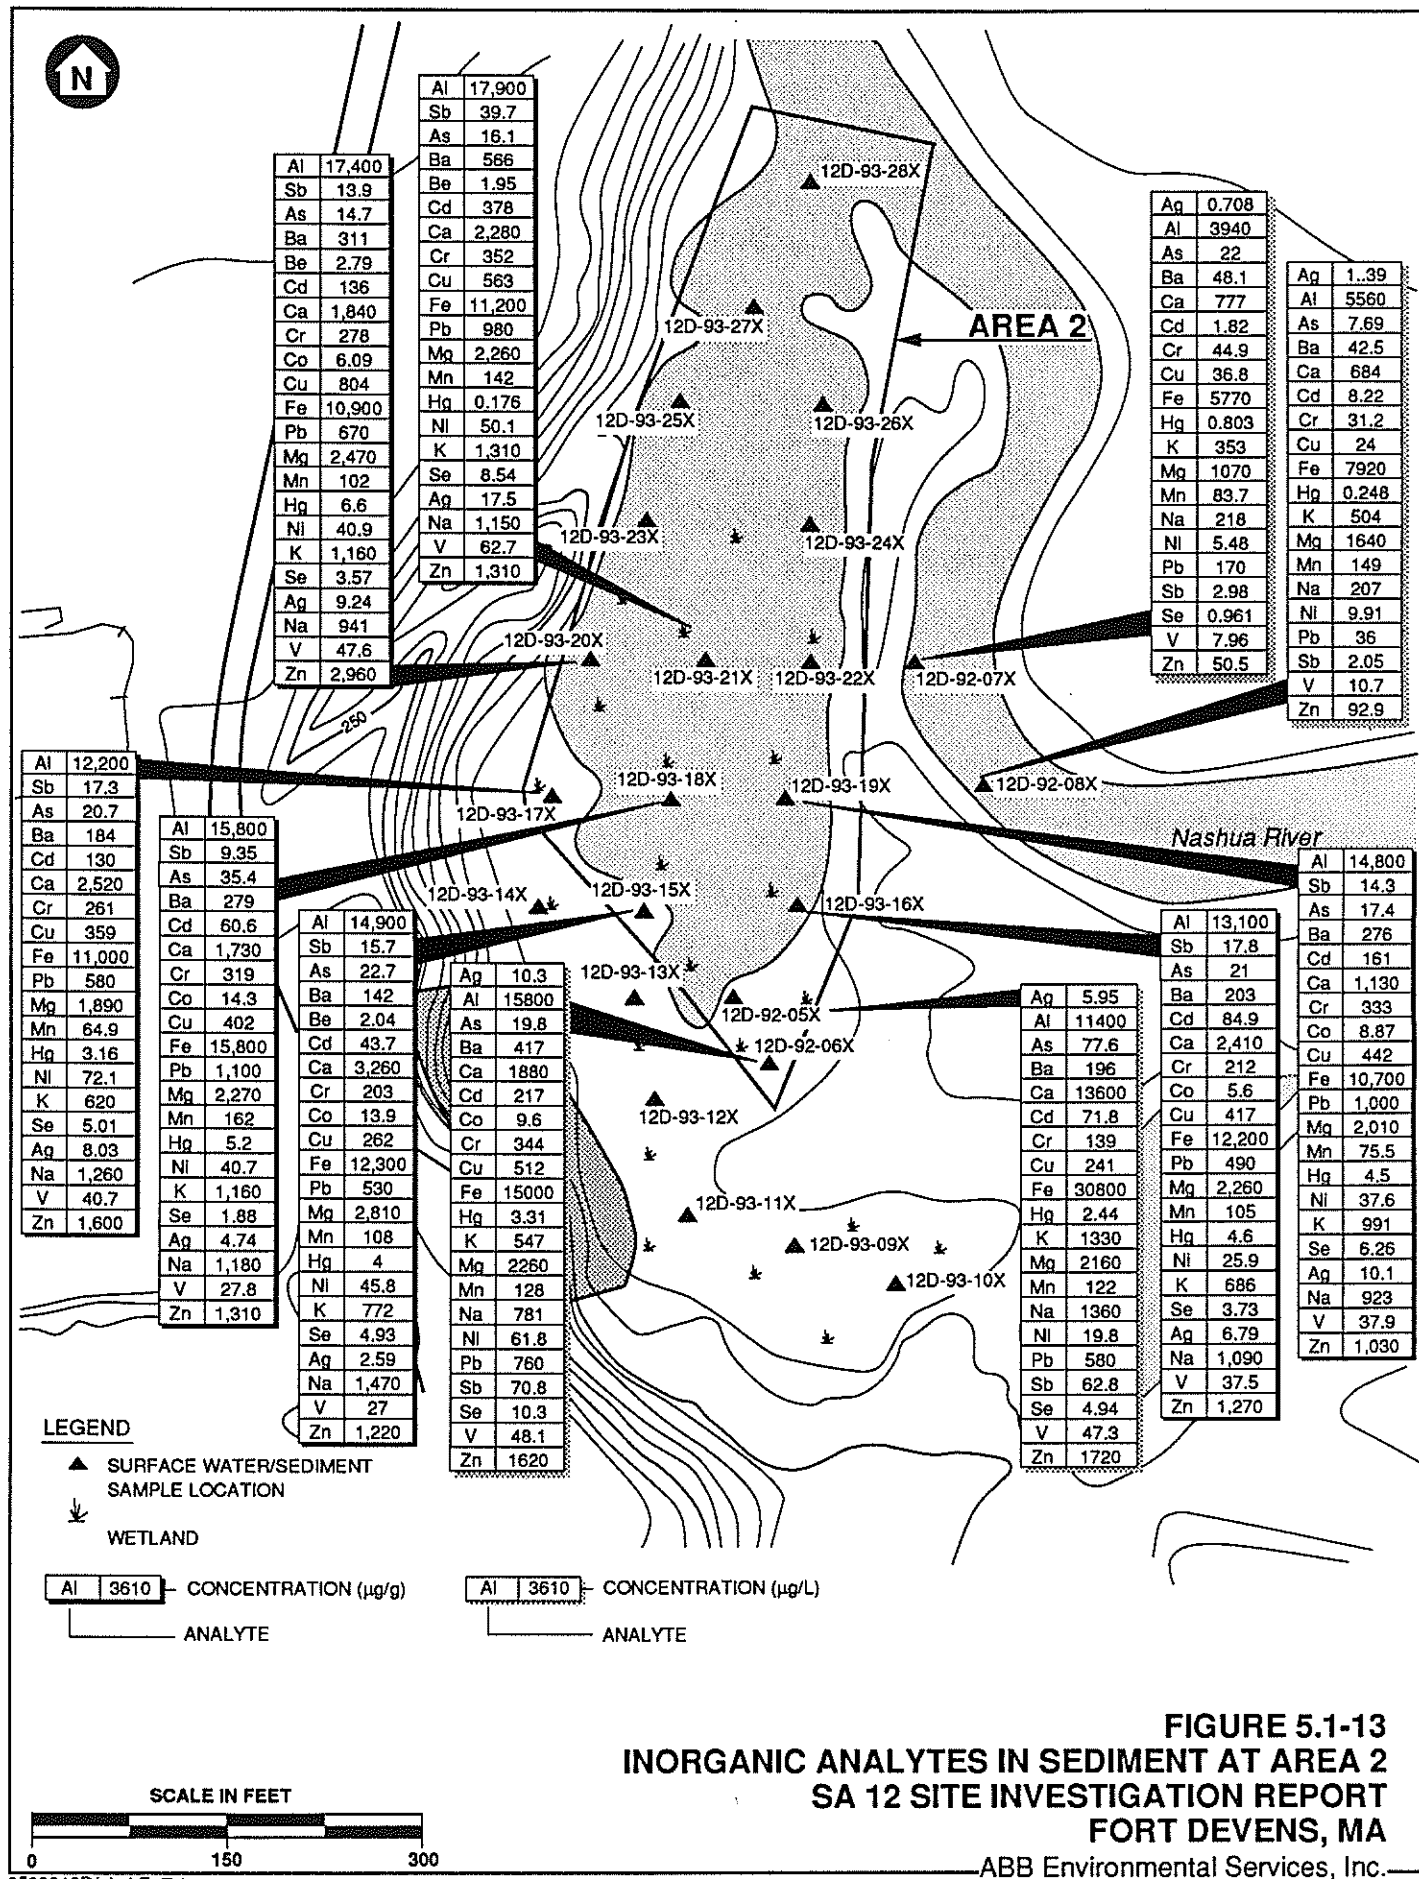 N
Al 17,900
Sb 39.7
As 16.1
Ba 566
Be 1.95
Cd 378
Ca 2,280
Cr 352
Cu 563
Fe 11,200
Pb 980
Mg 2,260
Mn 142
Hg 0.176
Ni 50.1
K 1,310
Se 8.54
Ag 17.5
Na 1,150
V 62.7
Zn 1,310
Al 17,400
Sb 13.9
As 14.7
Ba 311
Be 2.79
Cd 136
Ca 1,840
Cr 278
Co 6.09
Cu 804
Fe 10,900
Pb 670
Mg 2,470
Mn 102
Hg 6.6
Ni 40.9
K 1,160
Se 3.57
Ag 9.24
Na 941
V 47.6
Zn 2,960
Ag 0.708
Al 3940
As 22
Ba 48.1
Ca 777
Cd 1.82
Cr 44.9
Cu 36.8
Fe 5770
Hg 0.803
K 353
Mg 1070
Mn 83.7
Na 218
Ni 5.48
Pb 170
Sb 2.98
Se 0.961
V 7.96
Zn 50.5
Ag 1..39
Al 5560
As 7.69
Ba 42.5
Ca 684
Cd 8.22
Cr 31.2
Cu 24
Fe 7920
Hg 0.248
K 504
Mg 1640
Mn 149
Na 207
Ni 9.91
Pb 36
Sb 2.05
V 10.7
Zn 92.9
12D-93-28X
12D-93-27X
AREA 2
12D-93-25X
12D-93-26X
12D-93-23X
12D-93-24X
12D-93-20X
12D-93-21X
12D-93-22X
12D-92-07X
250
12D-93-18X
12D-93-19X
12D-92-08X
12D-93-17X
Nashua River
12D-93-14X
12D-93-15X
12D-93-16X
12D-93-13X
12D-92-05X
12D-92-06X
12D-93-12X
12D-93-11X
12D-93-09X
12D-93-10X
Al 12,200
Sb 17.3
As 20.7
Ba 184
Cd 130
Ca 2,520
Cr 261
Cu 359
Fe 11,000
Pb 580
Mg 1,890
Mn 64.9
Hg 3.16
Ni 72.1
K 620
Se 5.01
Ag 8.03
Na 1,260
V 40.7
Zn 1,600
Al 15,800
Sb 9.35
As 35.4
Ba 279
Cd 60.6
Ca 1,730
Cr 319
Co 14.3
Cu 402
Fe 15,800
Pb 1,100
Mg 2,270
Mn 162
Hg 5.2
Ni 40.7
K 1,160
Se 1.88
Ag 4.74
Na 1,180
V 27.8
Zn 1,310
Al 14,900
Sb 15.7
As 22.7
Ba 142
Be 2.04
Cd 43.7
Ca 3,260
Cr 203
Co 13.9
Cu 262
Fe 12,300
Pb 530
Mg 2,810
Mn 108
Hg 4
Ni 45.8
K 772
Se 4.93
Ag 2.59
Na 1,470
V 27
Zn 1,220
Ag 10.3
Al 15800
As 19.8
Ba 417
Ca 1880
Cd 217
Co 9.6
Cr 344
Cu 512
Fe 15000
Hg 3.31
K 547
Mg 2260
Mn 128
Na 781
Ni 61.8
Pb 760
Sb 70.8
Se 10.3
V 48.1
Zn 1620
Ag 5.95
Al 11400
As 77.6
Ba 196
Ca 13600
Cd 71.8
Cr 139
Cu 241
Fe 30800
Hg 2.44
K 1330
Mg 2160
Mn 122
Na 1360
Ni 19.8
Pb 580
Sb 62.8
Se 4.94
V 47.3
Zn 1720
Al 13,100
Sb 17.8
As 21
Ba 203
Cd 84.9
Ca 2,410
Cr 212
Co 5.6
Cu 417
Fe 12,200
Pb 490
Mg 2,260
Mn 105
Hg 4.6
Ni 25.9
K 686
Se 3.73
Ag 6.79
Na 1,090
V 37.5
Zn 1,270
Al 14,800
Sb 14.3
As 17.4
Ba 276
Cd 161
Ca 1,130
Cr 333
Co 8.87
Cu 442
Fe 10,700
Pb 1,000
Mg 2,010
Mn 75.5
Hg 4.5
Ni 37.6
K 991
Se 6.26
Ag 10.1
Na 923
V 37.9
Zn 1,030
LEGEND
SURFACE WATER/SEDIMENT
SAMPLE LOCATION
WETLAND
Al 3610 CONCENTRATION (µg/g)
ANALYTE
Al 3610 CONCENTRATION (µg/L)
ANALYTE
FIGURE 5.1-13
INORGANIC ANALYTES IN SEDIMENT AT AREA 2
SA 12 SITE INVESTIGATION REPORT
FORT DEVENS, MA
ABB Environmental Services, Inc.
SCALE IN FEET
0 150 300